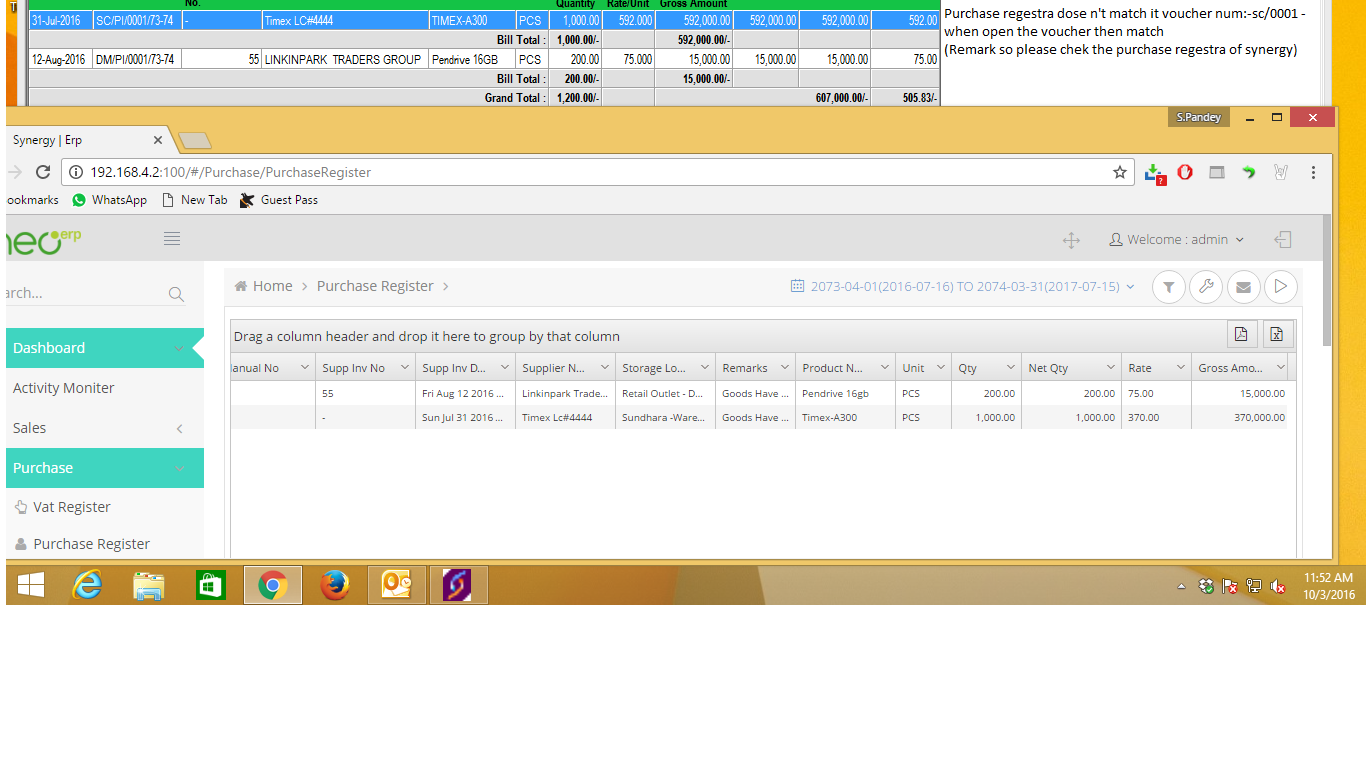 T
No. Quantity Rate/Unit Gross Amount
31-Jul-2016 SC/PI/0001/73-74 - Timex LC#4444 TIMEX-A300 PCS 1,000.00 592.000 592,000.00 592,000.00 592,000.00 592.00
Bill Total : 1,000.00/- 592,000.00/-
12-Aug-2016 DM/PI/0001/73-74 55 LINKINPARK TRADERS GROUP Pendrive 16GB PCS 200.00 75.000 15,000.00 15,000.00 15,000.00 75.00
Bill Total : 200.00/- 15,000.00/-
Grand Total : 1,200.00/- 607,000.00/- 505.83/-
Purchase regestra dose n't match it voucher num:-sc/0001 -
when open the voucher then match
(Remark so please chek the purchase regestra of synergy)
S.Pandey
Synergy | Erp
192.168.4.2:100/#/Purchase/PurchaseRegister
?
ookmarks WhatsApp New Tab Guest Pass
neo erp
Welcome : admin
arch...
Home > Purchase Register >
2073-04-01(2016-07-16) TO 2074-03-31(2017-07-15)
Dashboard
Activity Moniter
Sales
Purchase
Vat Register
Purchase Register
Drag a column header and drop it here to group by that column
anual No Supp Inv No Supp Inv D... Supplier N... Storage Lo... Remarks Product N... Unit Qty Net Qty Rate Gross Amo...
55 Fri Aug 12 2016 ... Linkinpark Trade... Retail Outlet - D... Goods Have ... Pendrive 16gb PCS 200.00 200.00 75.00 15,000.00
- Sun Jul 31 2016 ... Timex Lc#4444 Sundhara -Ware... Goods Have ... Timex-A300 PCS 1,000.00 1,000.00 370.00 370,000.00
11:52 AM
10/3/2016